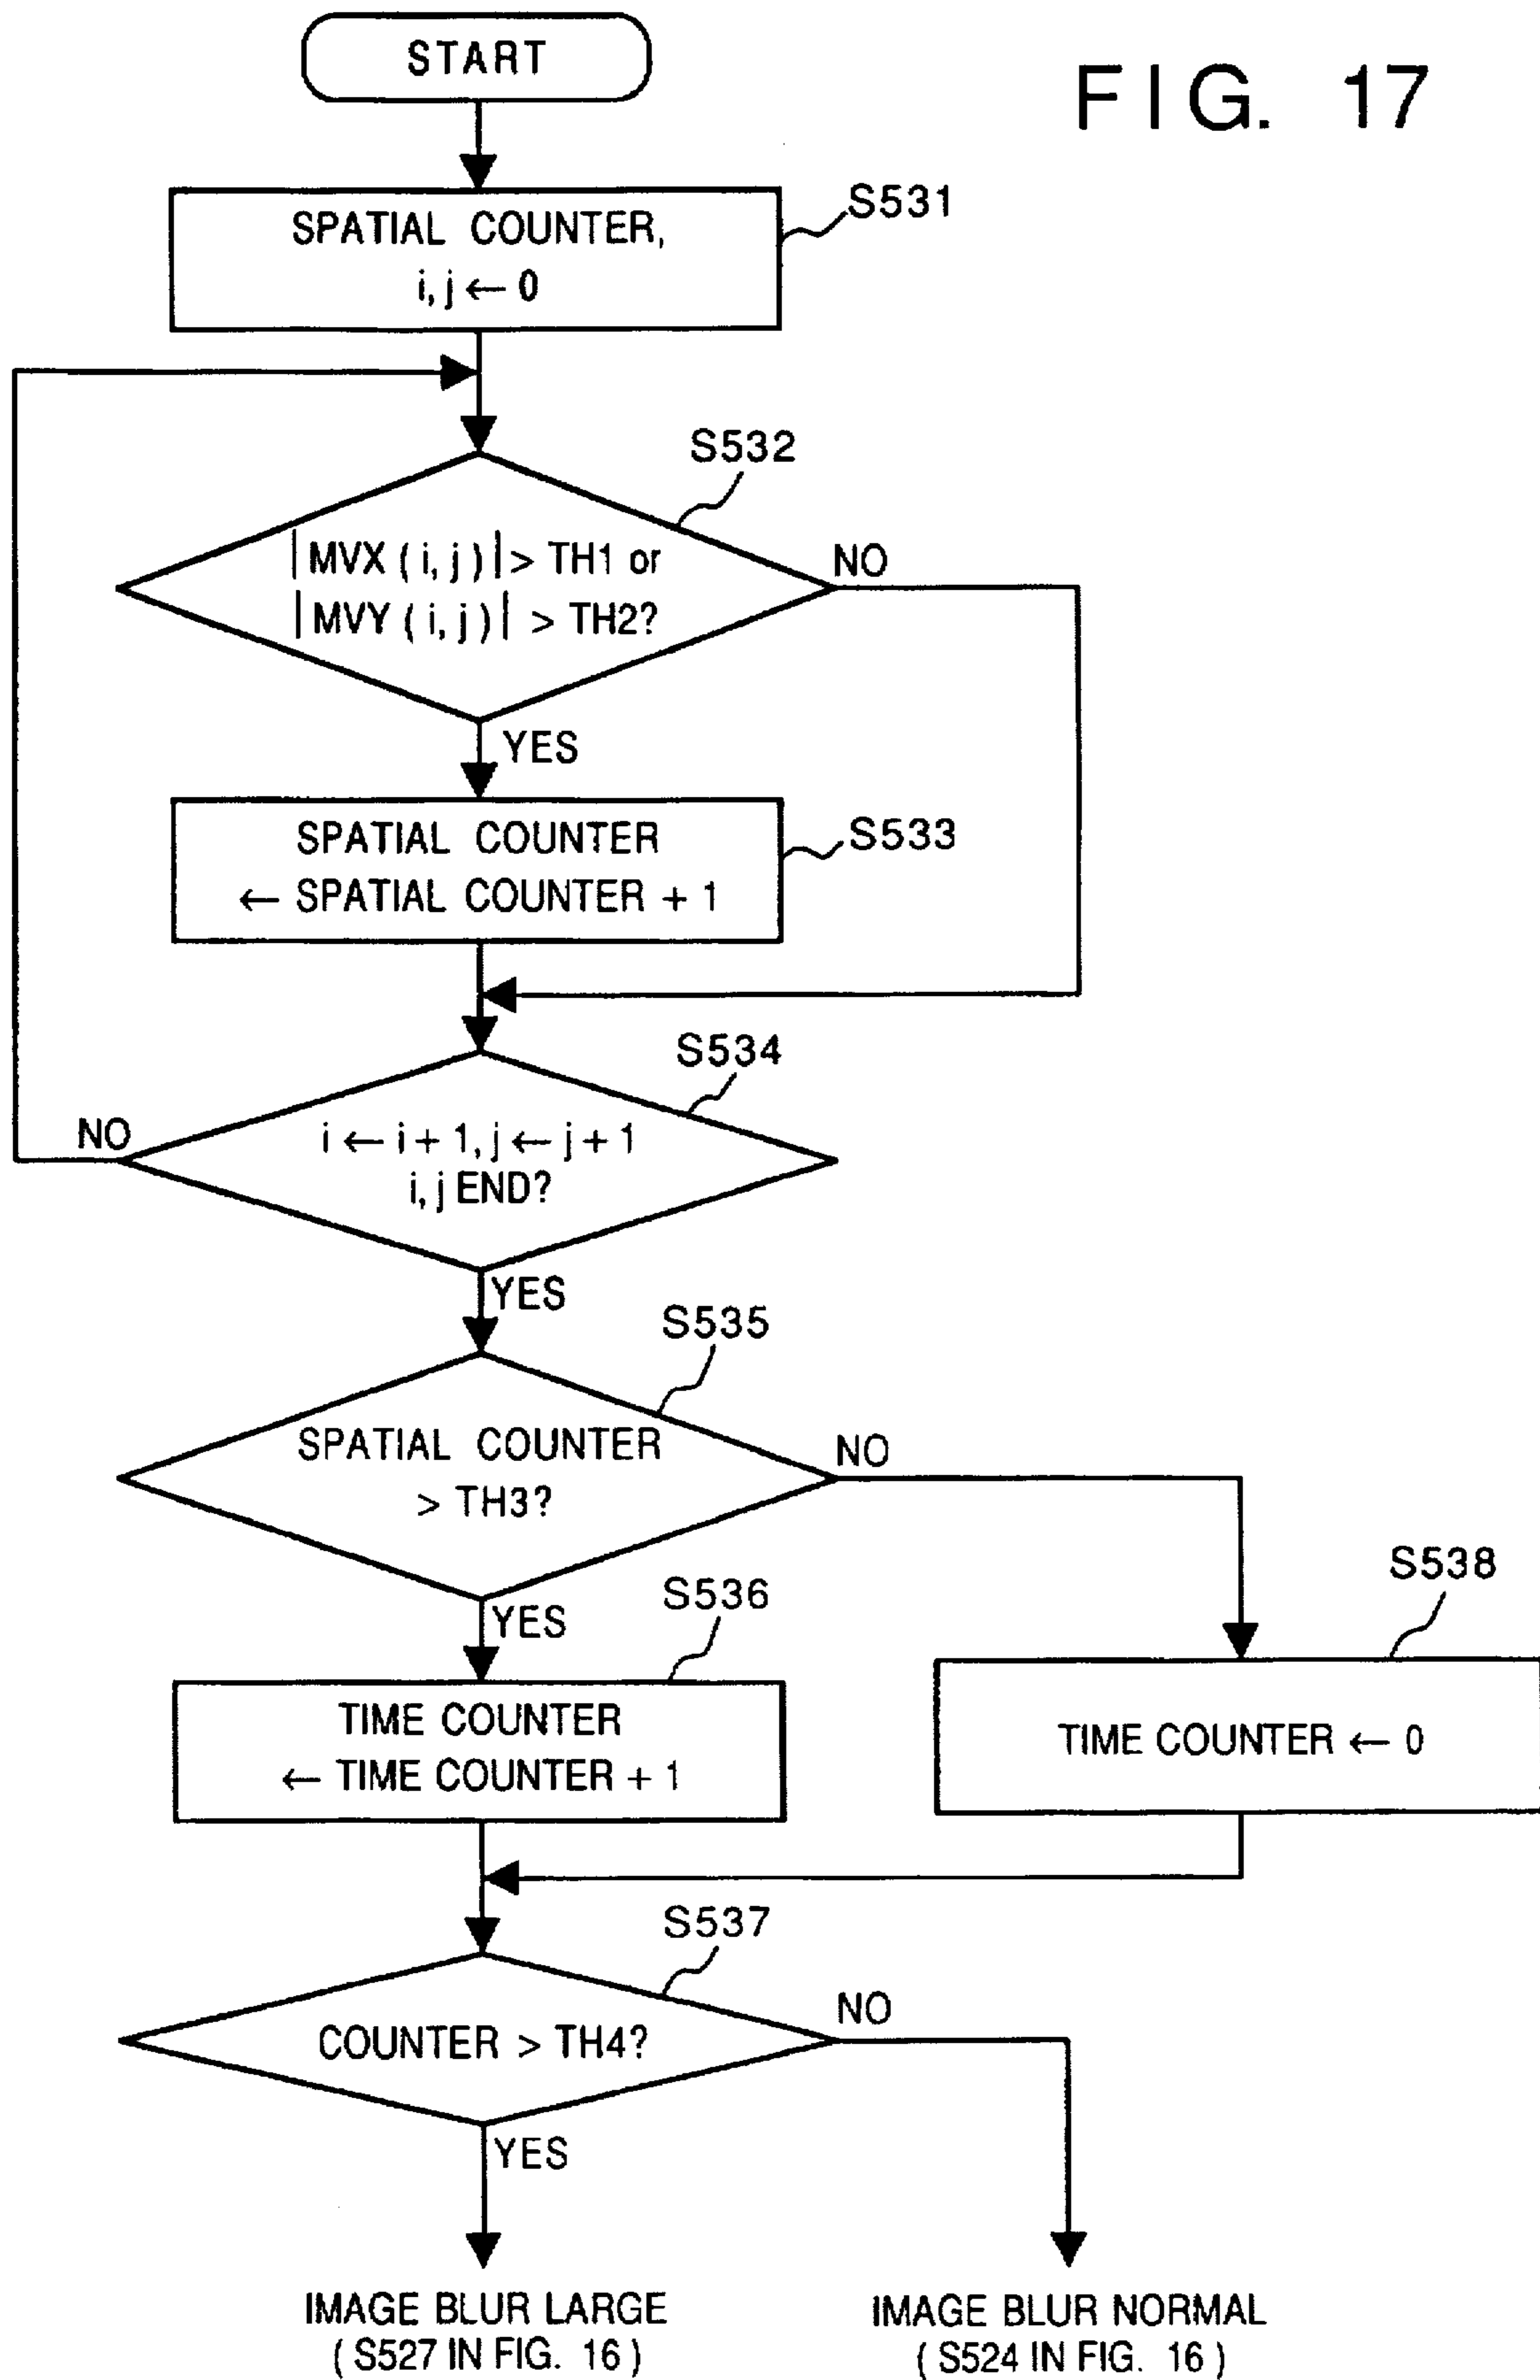 START
FIG. 17
S531
SPATIAL COUNTER,
i, j ← 0
S532
|MVX ( i, j )| > TH1 or
|MVY ( i, j )| > TH2?
NO
YES
S533
SPATIAL COUNTER
← SPATIAL COUNTER + 1
S534
i ← i + 1, j ← j + 1
i, j END?
NO
YES
S535
SPATIAL COUNTER
> TH3?
NO
YES
S536
TIME COUNTER
← TIME COUNTER + 1
S538
TIME COUNTER ← 0
S537
COUNTER > TH4?
NO
YES
IMAGE BLUR LARGE
( S527 IN FIG. 16 )
IMAGE BLUR NORMAL
( S524 IN FIG. 16 )